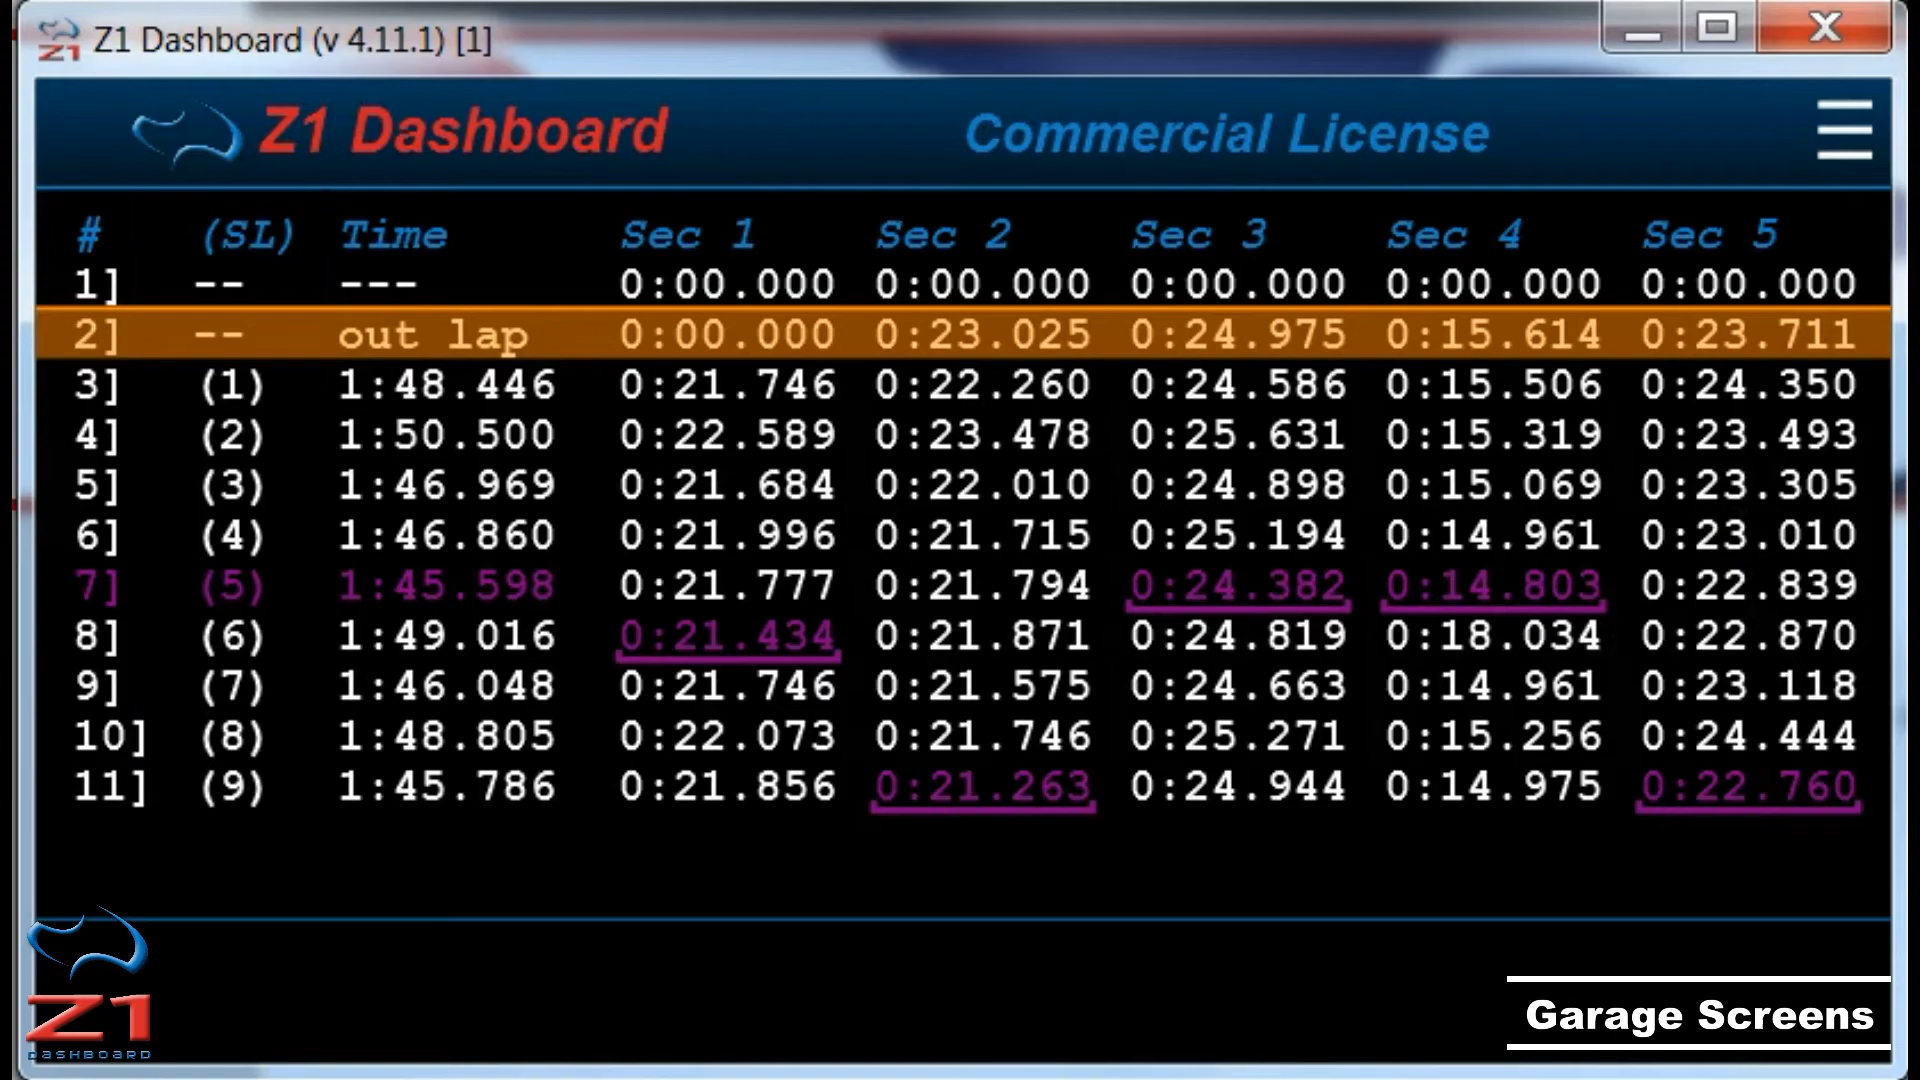 Z1 Dashboard (v 4.11.1) [1]
Z1 Dashboard Commercial License
# (SL) Time Sec 1 Sec 2 Sec 3 Sec 4 Sec 5
1] -- --- 0:00.000 0:00.000 0:00.000 0:00.000 0:00.000
2] -- out lap 0:00.000 0:23.025 0:24.975 0:15.614 0:23.711
3] (1) 1:48.446 0:21.746 0:22.260 0:24.586 0:15.506 0:24.350
4] (2) 1:50.500 0:22.589 0:23.478 0:25.631 0:15.319 0:23.493
5] (3) 1:46.969 0:21.684 0:22.010 0:24.898 0:15.069 0:23.305
6] (4) 1:46.860 0:21.996 0:21.715 0:25.194 0:14.961 0:23.010
7] (5) 1:45.598 0:21.777 0:21.794 0:24.382 0:14.803 0:22.839
8] (6) 1:49.016 0:21.434 0:21.871 0:24.819 0:18.034 0:22.870
9] (7) 1:46.048 0:21.746 0:21.575 0:24.663 0:14.961 0:23.118
10] (8) 1:48.805 0:22.073 0:21.746 0:25.271 0:15.256 0:24.444
11] (9) 1:45.786 0:21.856 0:21.263 0:24.944 0:14.975 0:22.760
Z1
DASHBOARD
Garage Screens